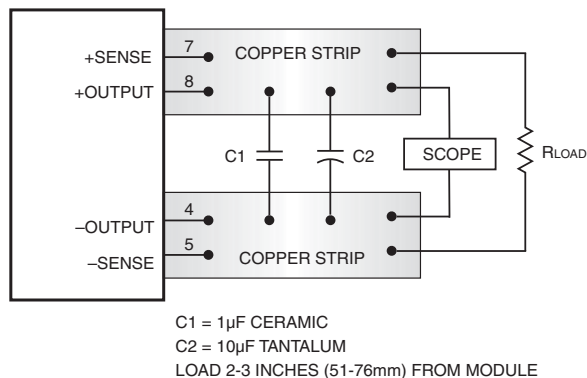 +SENSE 7 COPPER STRIP
+OUTPUT 8
C1 C2 SCOPE RLOAD
–OUTPUT 4
–SENSE 5 COPPER STRIP
C1 = 1µF CERAMIC
C2 = 10µF TANTALUM
LOAD 2-3 INCHES (51-76mm) FROM MODULE